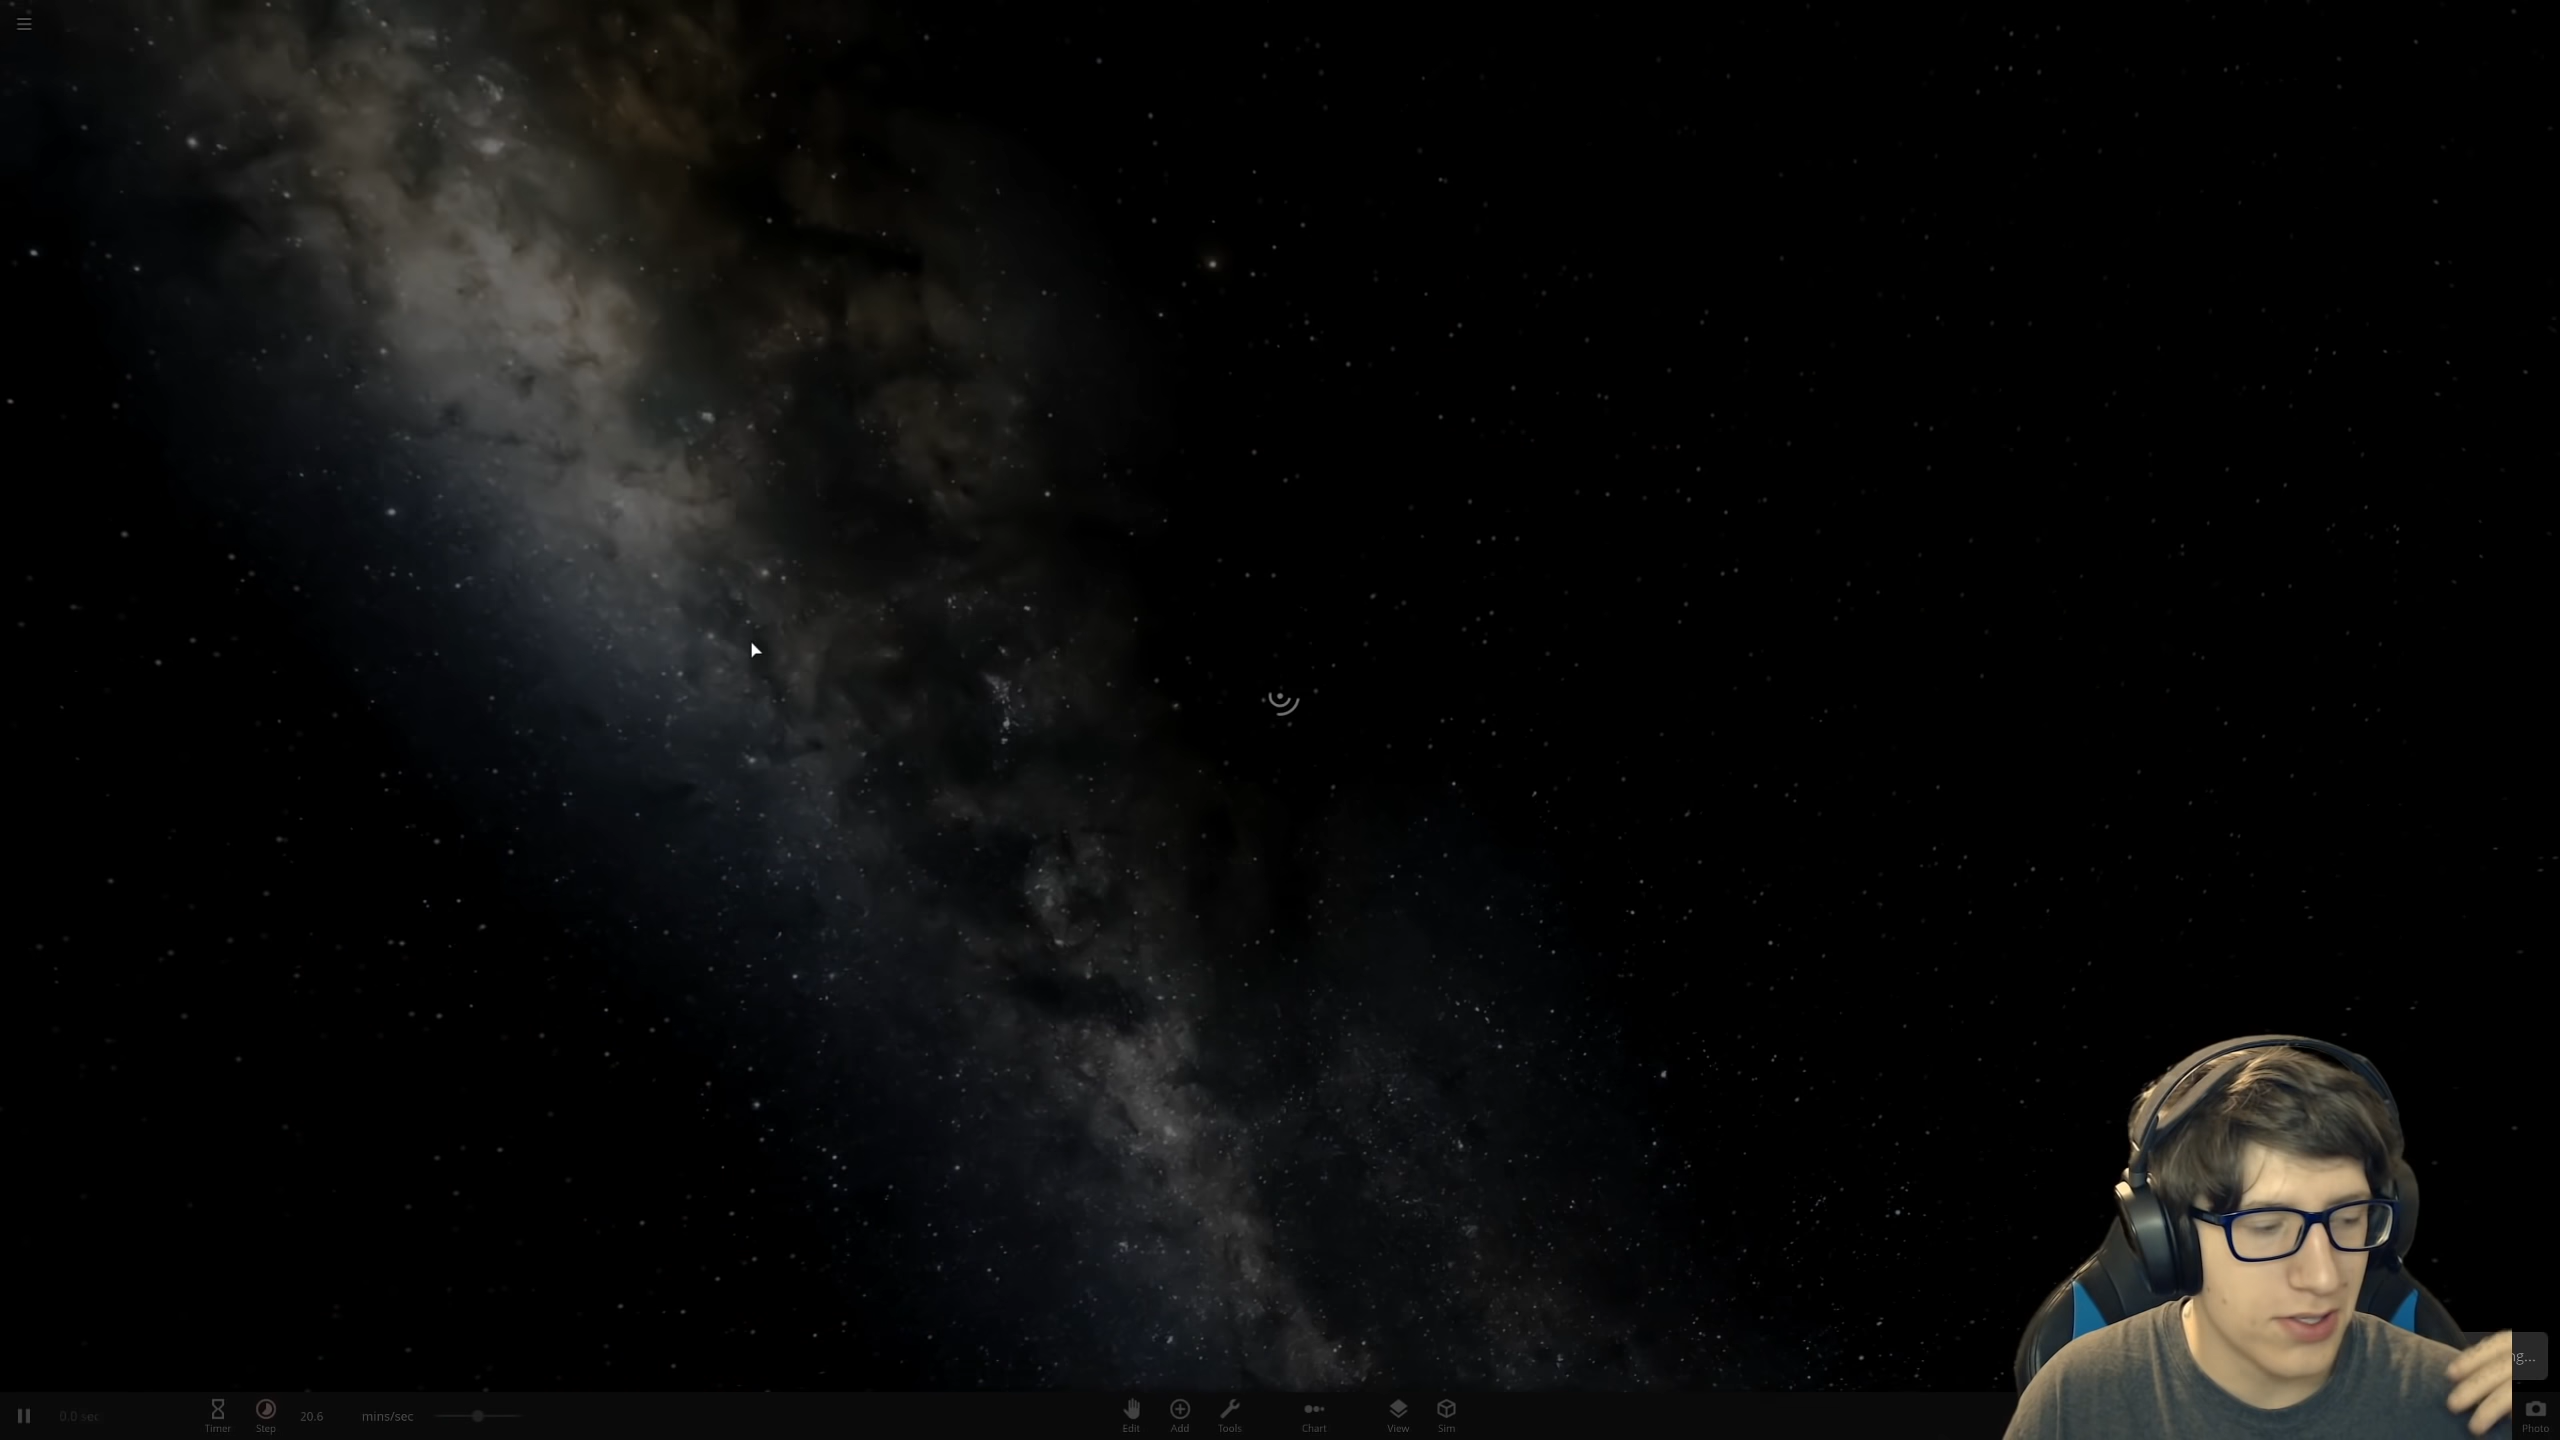 0.0 sec
Timer
Step
20.6
mins/sec
Edit
Add
Tools
Chart
View
Sim
Photo